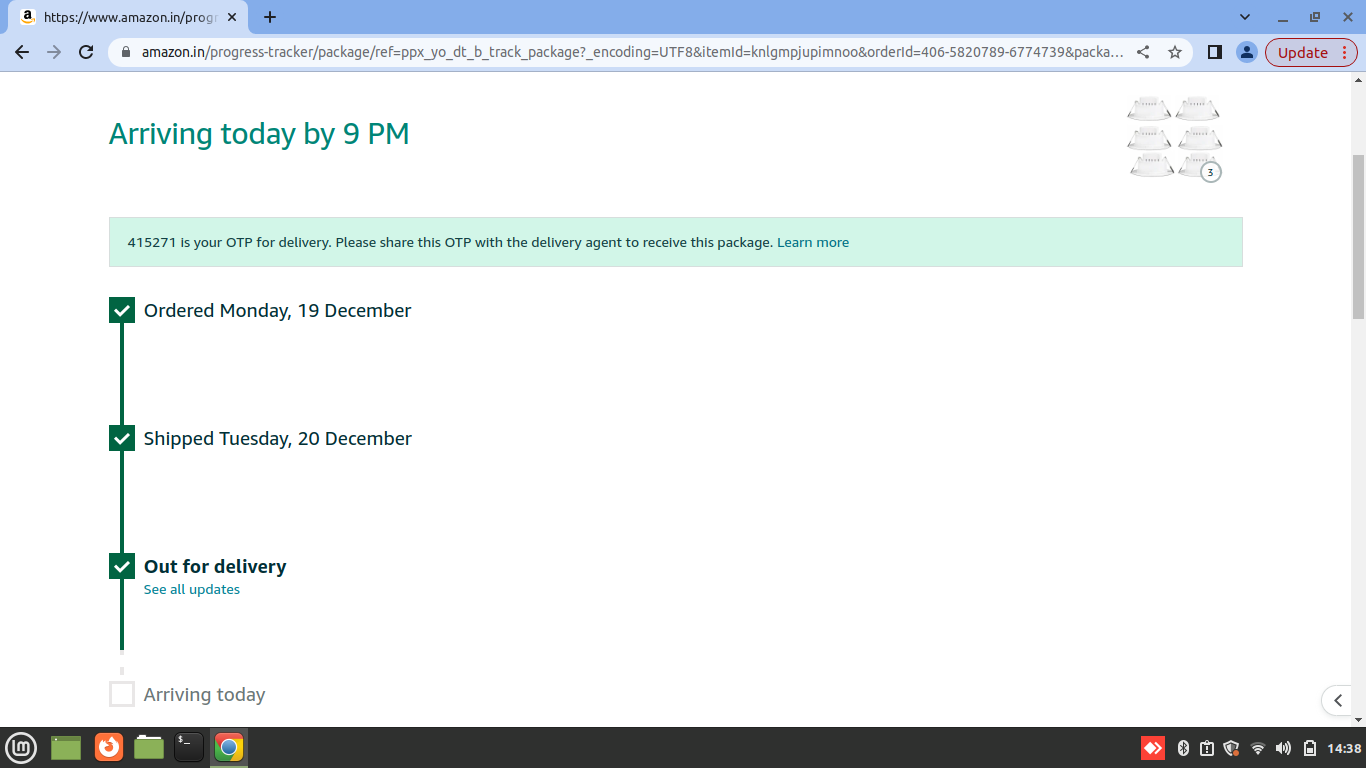 https://www.amazon.in/progr
amazon.in/progress-tracker/package/ref=ppx_yo_dt_b_track_package?_encoding=UTF8&itemId=knlgmpjupimnoo&orderId=406-5820789-6774739&packa...
Update
Arriving today by 9 PM
3
415271 is your OTP for delivery. Please share this OTP with the delivery agent to receive this package. Learn more
Ordered Monday, 19 December
Shipped Tuesday, 20 December
Out for delivery
See all updates
Arriving today
14:38